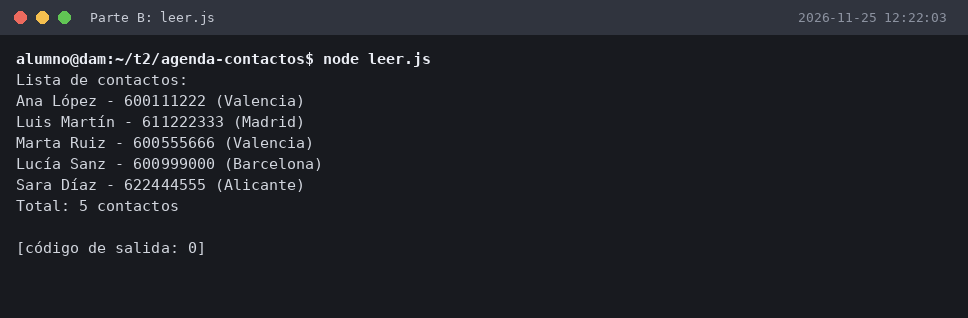 Parte B: leer.js 2026-11-25 12:22:03
alumno@dam:~/t2/agenda-contactos$ node leer.js
Lista de contactos:
Ana López - 600111222 (Valencia)
Luis Martín - 611222333 (Madrid)
Marta Ruiz - 600555666 (Valencia)
Lucía Sanz - 600999000 (Barcelona)
Sara Díaz - 622444555 (Alicante)
Total: 5 contactos
[código de salida: 0]